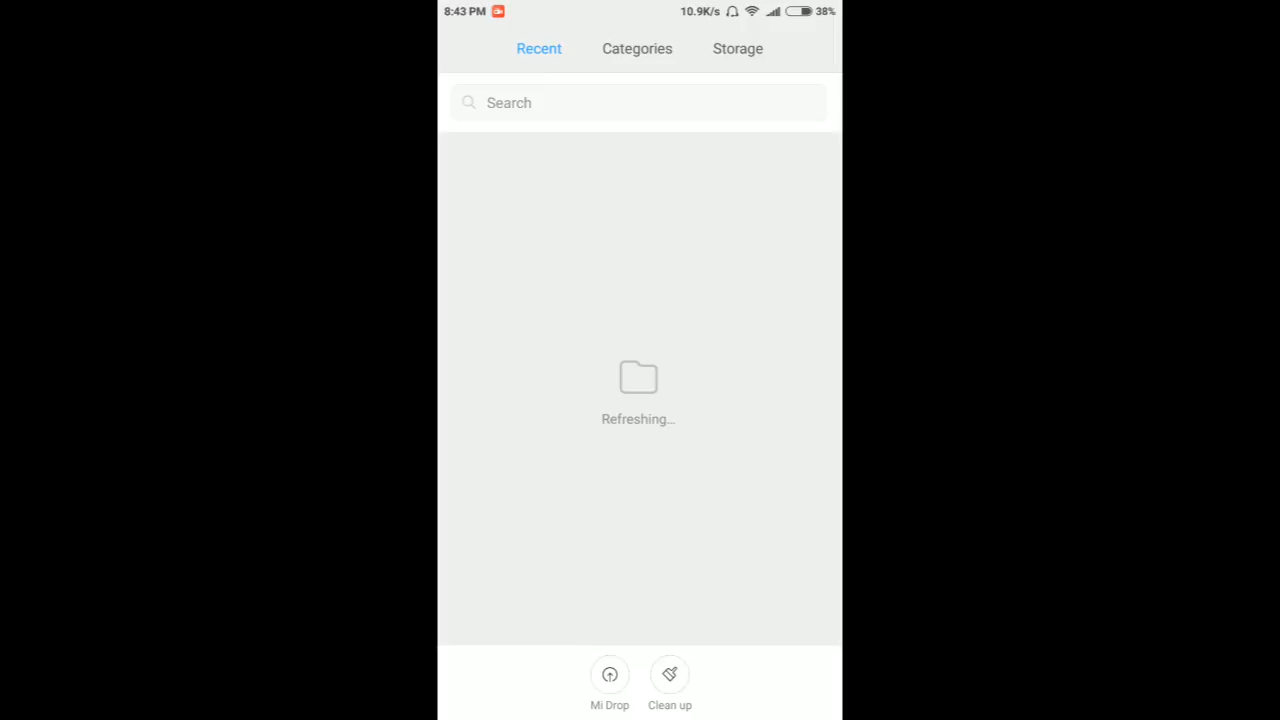 8:43 PM 10.9K/s 38%
Recent Categories Storage
Search
Refreshing...
Mi Drop Clean up